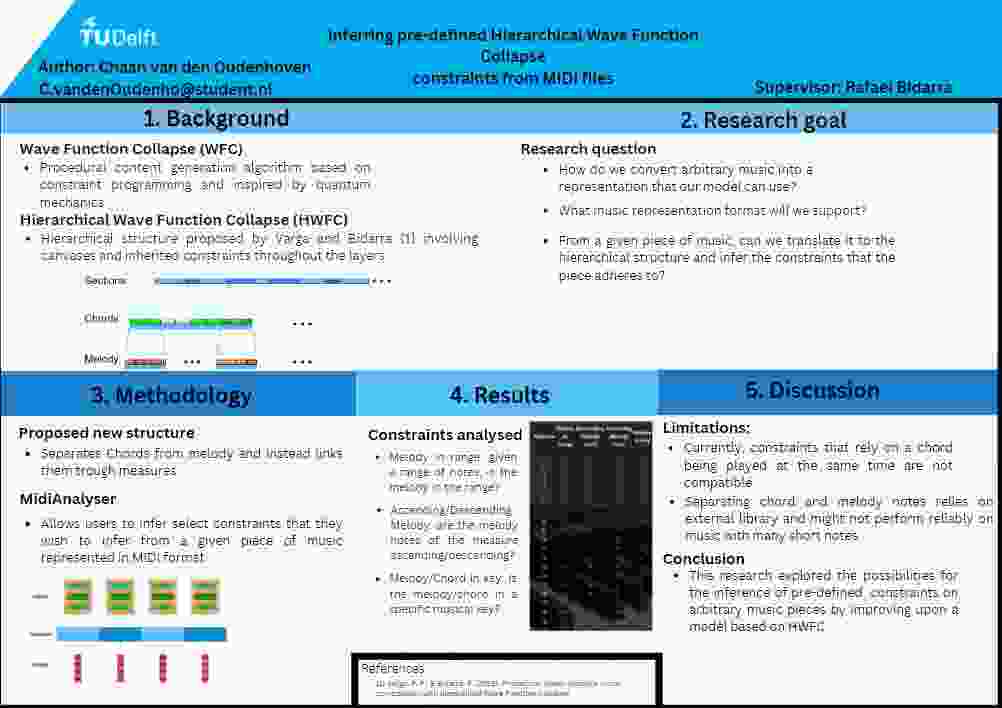 TUDelft
Inferring pre-defined Hierarchical Wave Function
Collapse
constraints from MIDI files
Author: Chaan van den Oudenhoven
C.vandenOudenho@student.nl
Supervisor: Rafael Bidarra
1. Background
Wave Function Collapse (WFC)
• Procedural content generation algorithm based on
constraint programming and inspired by quantum
mechanics
Hierarchical Wave Function Collapse (HWFC)
• Hierarchical structure proposed by Varga and Bidarra [1] involving
canvases and inherited constraints throughout the layers
Sections
Chords
Melody
2. Research goal
Research question
• How do we convert arbitrary music into a
representation that our model can use?
• What music representation format will we support?
• From a given piece of music, can we translate it to the
hierarchical structure and infer the constraints that the
piece adheres to?
3. Methodology
Proposed new structure
• Separates Chords from melody and instead links
them trough measures
MidiAnalyser
• Allows users to infer select constraints that they
wish to infer from a given piece of music
represented in MIDI format
4. Results
Constraints analysed
• Melody in range: given
a range of notes, is the
melody in the range?
• Ascending/Descending
Melody: are the melody
notes of the measure
ascending/descending?
• Melody/Chord in key: is
the melody/chord in a
specific musical key?
References
5. Discussion
Limitations:
• Currently, constraints that rely on a chord
being played at the same time are not
compatible
• Separating chord and melody notes relies on
external library and might not perform reliably on
music with many short notes
Conclusion
• This research explored the possibilities for
the inference of pre-defined constraints on
arbitrary music pieces by improving upon a
model based on HWFC